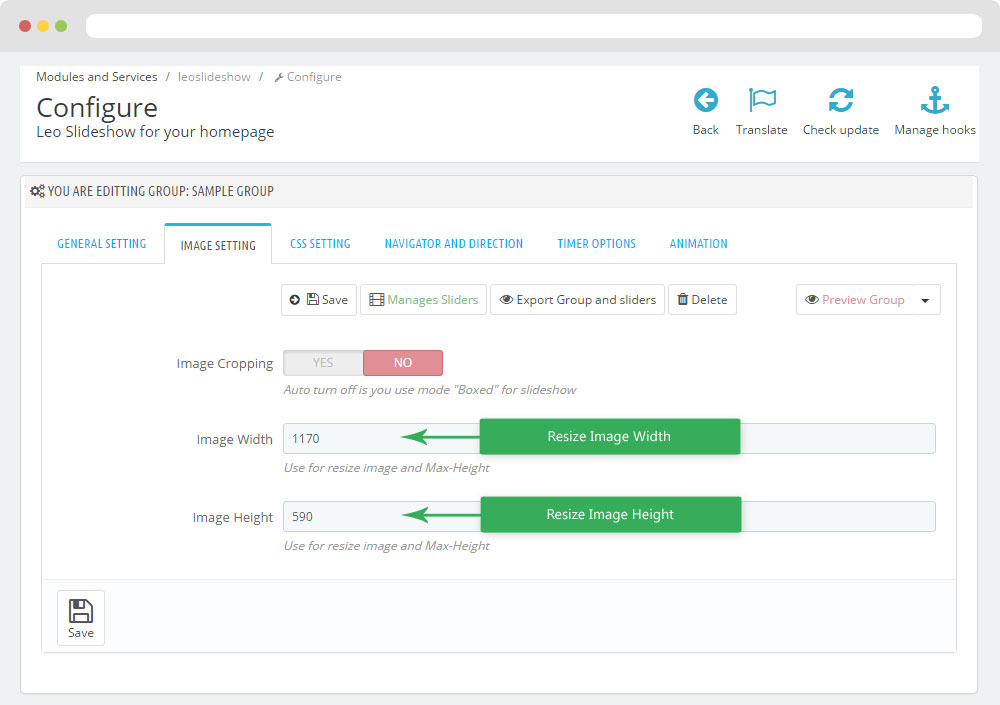 Modules and Services / leoslideshow / Configure
Configure
Leo Slideshow for your homepage
Back Translate Check update Manage hooks
YOU ARE EDITTING GROUP: SAMPLE GROUP
GENERAL SETTING IMAGE SETTING CSS SETTING NAVIGATOR AND DIRECTION TIMER OPTIONS ANIMATION
Save Manages Sliders Export Group and sliders Delete Preview Group
Image Cropping YES NO
Auto turn off is you use mode "Boxed" for slideshow
Image Width 1170 Resize Image Width
Use for resize image and Max-Height
Image Height 590 Resize Image Height
Use for resize image and Max-Height
Save